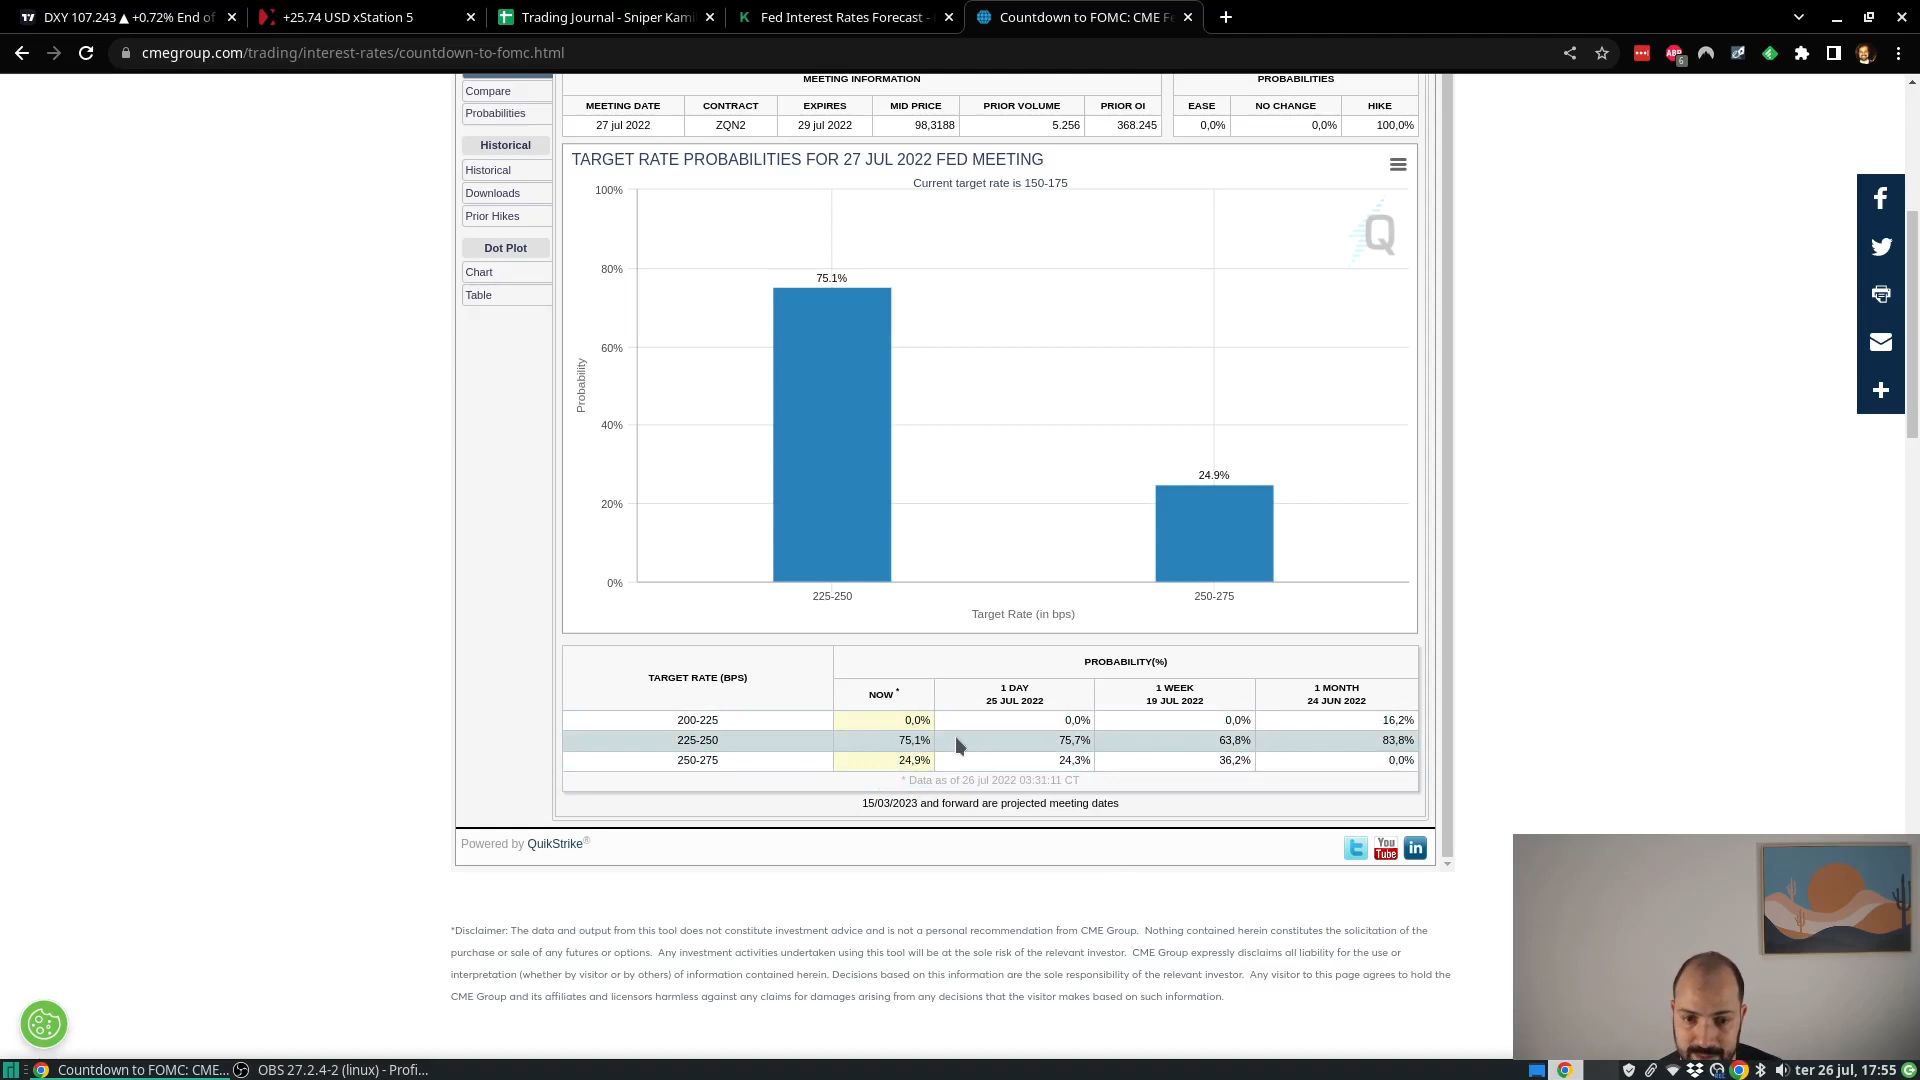 DXY 107.243 ▲ +0.72% End of
+25.74 USD xStation 5
Trading Journal - Sniper Kami
Fed Interest Rates Forecast -
Countdown to FOMC: CME Fe
cmegroup.com/trading/interest-rates/countdown-to-fomc.html
Compare
Probabilities
Historical
Historical
Downloads
Prior Hikes
Dot Plot
Chart
Table
MEETING INFORMATION
MEETING DATE CONTRACT EXPIRES MID PRICE PRIOR VOLUME PRIOR OI
27 jul 2022 ZQN2 29 jul 2022 98,3188 5.256 368.245
PROBABILITIES
EASE NO CHANGE HIKE
0,0% 0,0% 100,0%
TARGET RATE PROBABILITIES FOR 27 JUL 2022 FED MEETING
Current target rate is 150-175
100%
80%
60%
40%
20%
0%
Probability
75.1%
24.9%
225-250 250-275
Target Rate (in bps)
Q
TARGET RATE (BPS) PROBABILITY(%)
NOW * 1 DAY 1 WEEK 1 MONTH
25 JUL 2022 19 JUL 2022 24 JUN 2022
200-225 0,0% 0,0% 0,0% 16,2%
225-250 75,1% 75,7% 63,8% 83,8%
250-275 24,9% 24,3% 36,2% 0,0%
* Data as of 26 jul 2022 03:31:11 CT
15/03/2023 and forward are projected meeting dates
Powered by QuikStrike®
You
Tube
in
*Disclaimer: The data and output from this tool does not constitute investment advice and is not a personal recommendation from CME Group. Nothing contained herein constitutes the solicitation of the
purchase or sale of any futures or options. Any investment activities undertaken using this tool will be at the sole risk of the relevant investor. CME Group expressly disclaims all liability for the use or
interpretation (whether by visitor or by others) of information contained herein. Decisions based on this information are the sole responsibility of the relevant investor. Any visitor to this page agrees to hold the
CME Group and its affiliates and licensors harmless against any claims for damages arising from any decisions that the visitor makes based on such information.
Countdown to FOMC: CME...
OBS 27.2.4-2 (linux) - Profi...
ter 26 jul, 17:55